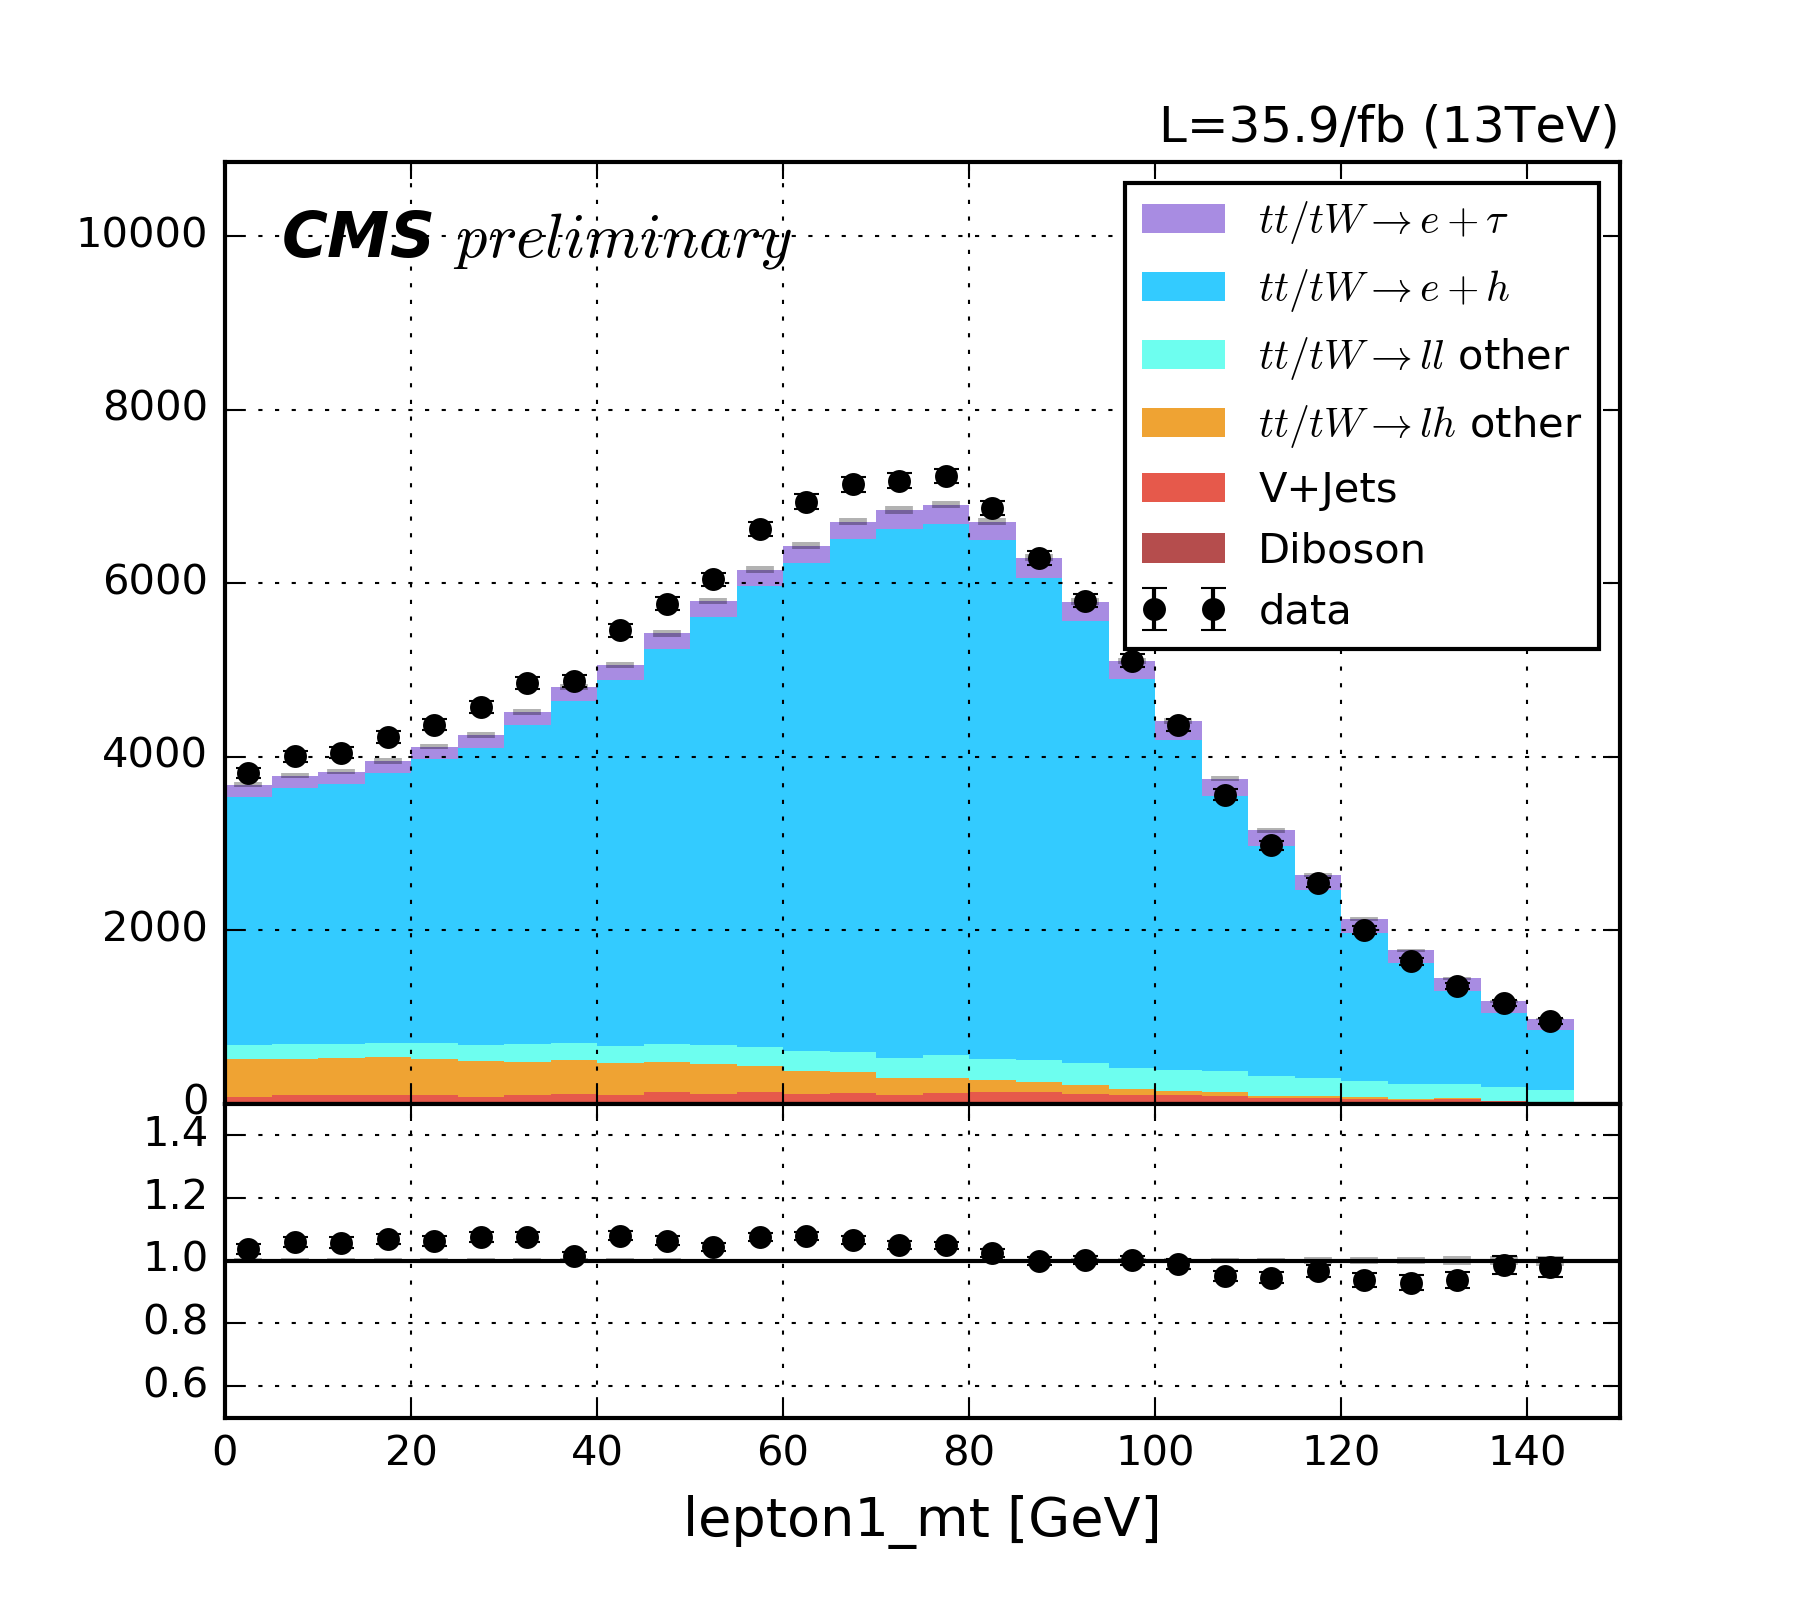 L=35.9/fb (13TeV)
CMS preliminary
tt/tW→e+τ
tt/tW→e+h
tt/tW→ll other
tt/tW→lh other
V+Jets
Diboson
data
10000
8000
6000
4000
2000
0
1.4
1.2
1.0
0.8
0.6
0 20 40 60 80 100 120 140
lepton1_mt [GeV]